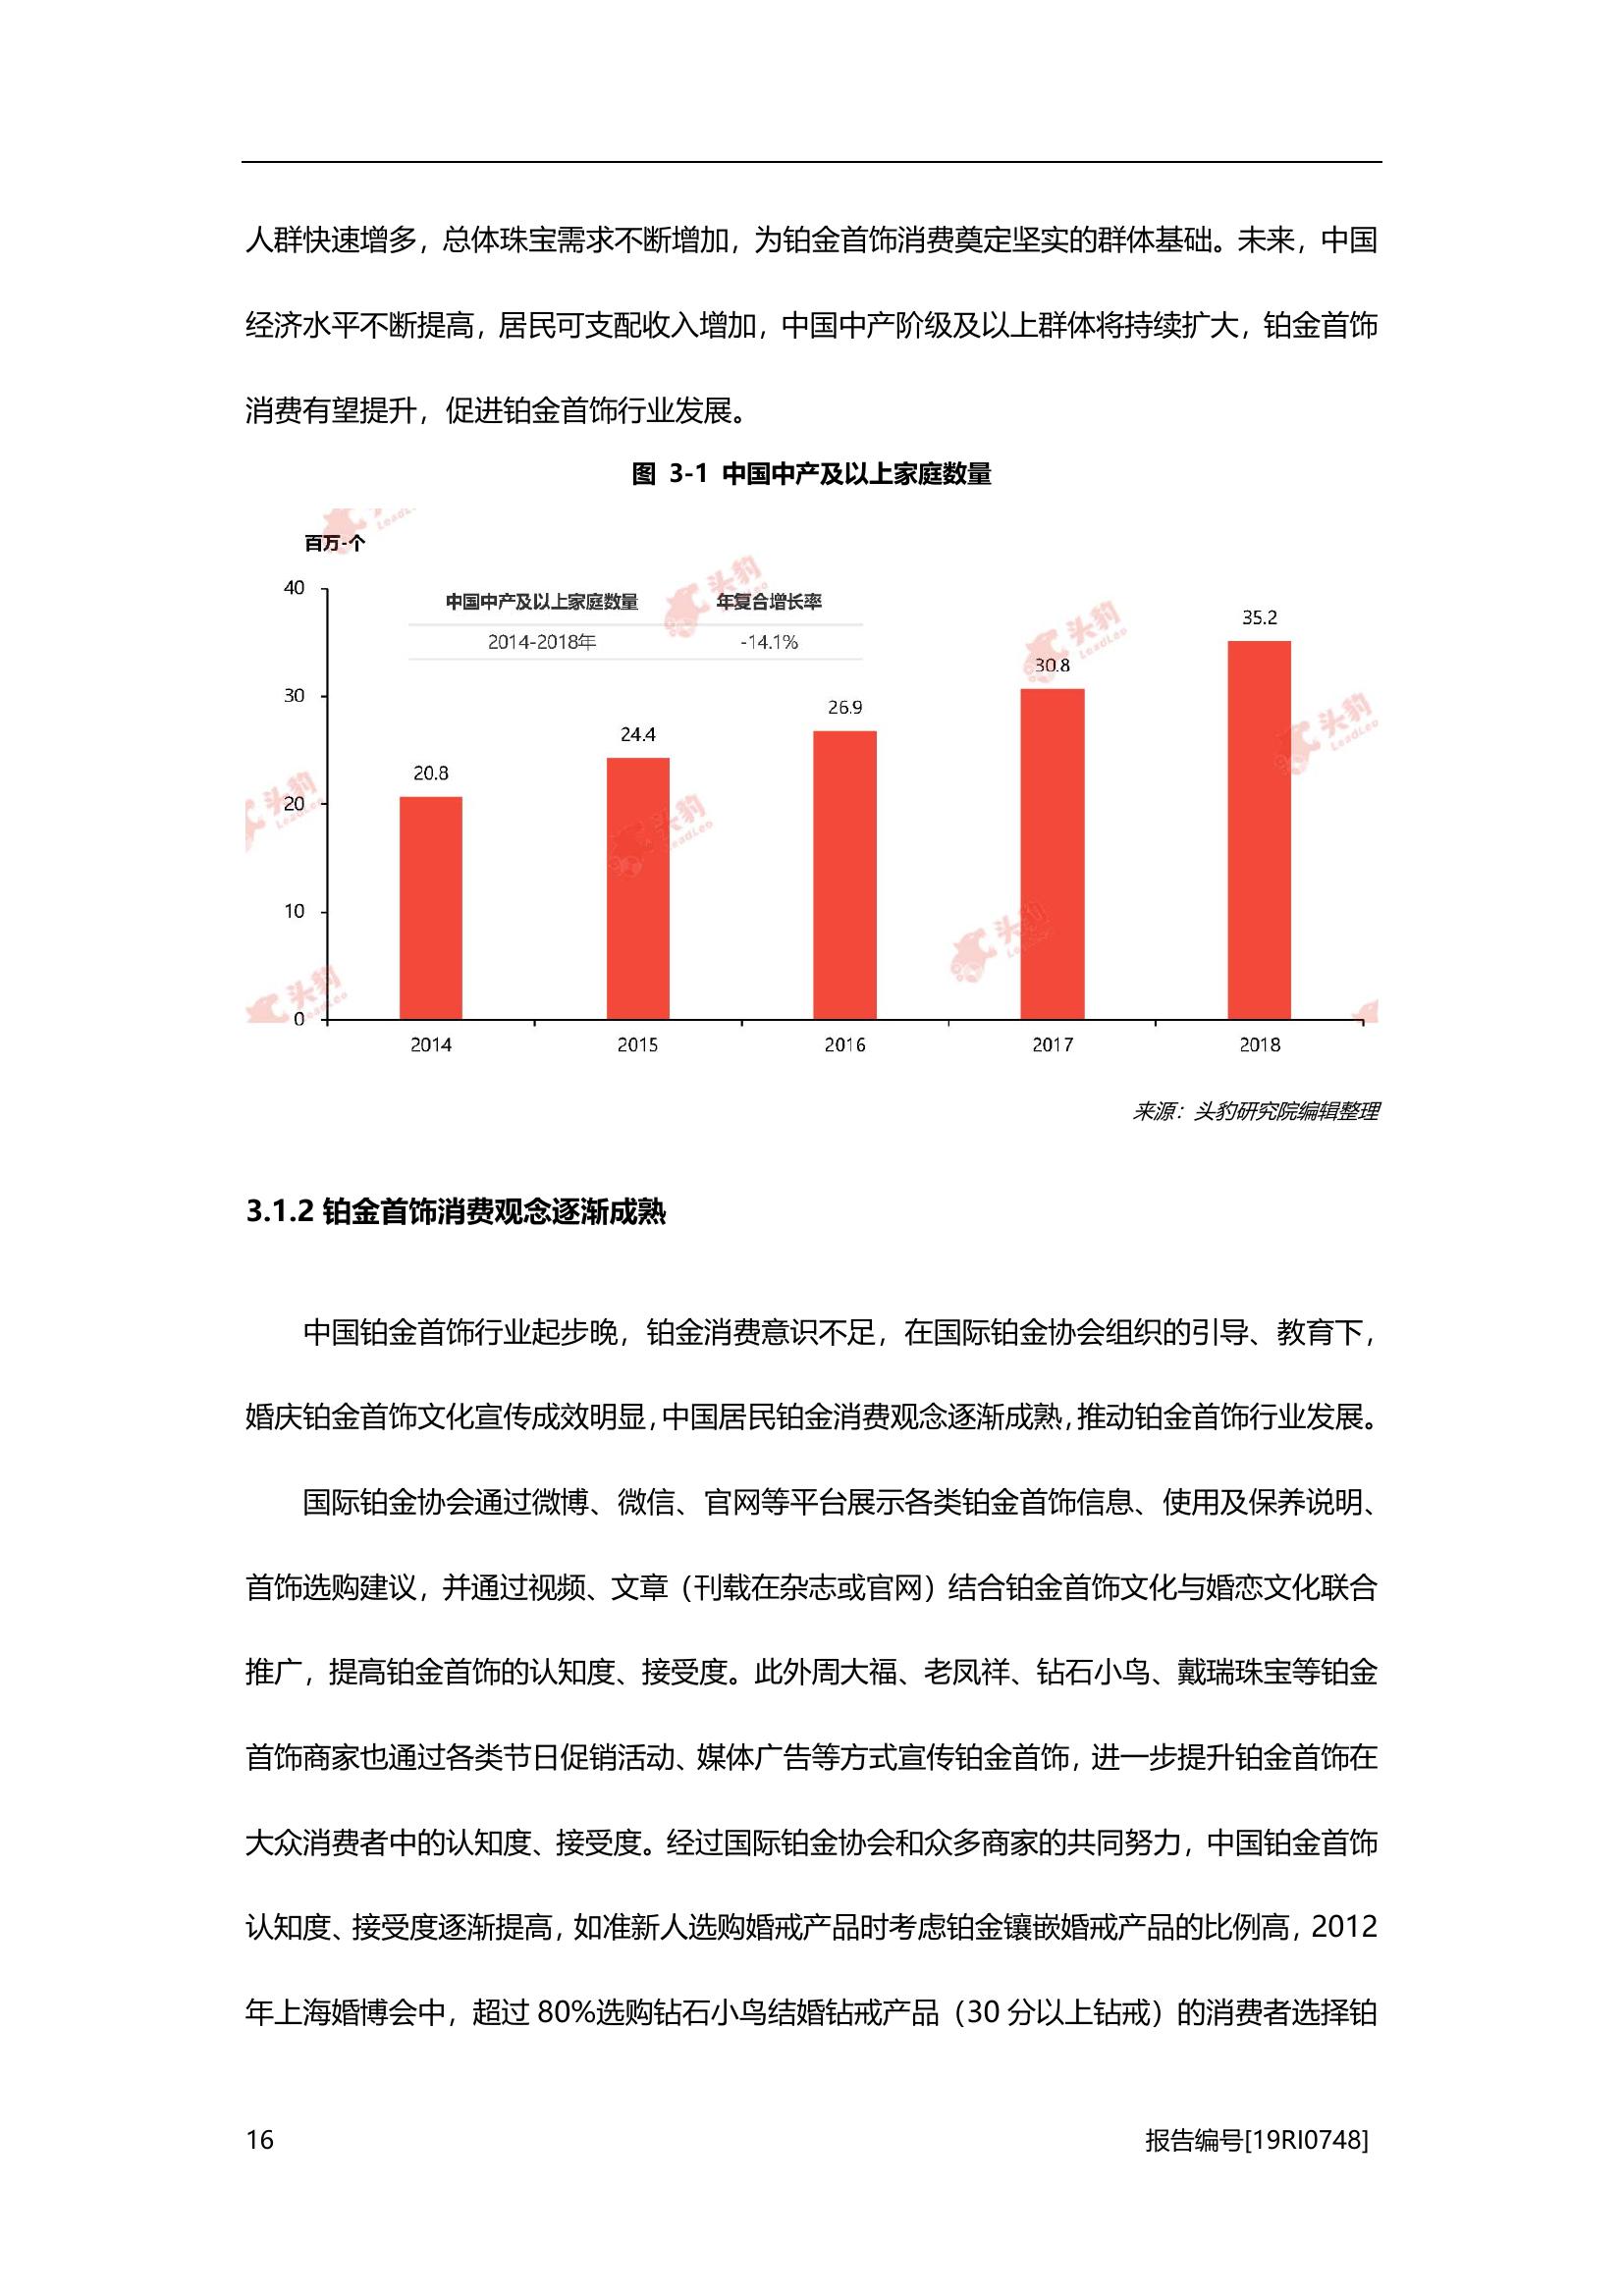 人群快速增多，总体珠宝需求不断增加，为铂金首饰消费奠定坚实的群体基础。未来，中国
经济水平不断提高，居民可支配收入增加，中国中产阶级及以上群体将持续扩大，铂金首饰
消费有望提升，促进铂金首饰行业发展。
图 3-1 中国中产及以上家庭数量
百万-个
中国中产及以上家庭数量 年复合增长率
2014-2018年 -14.1%
40
30
20
10
0
20.8
24.4
26.9
30.8
35.2
2014 2015 2016 2017 2018
头豹
LeadLeo
来源：头豹研究院编辑整理
3.1.2 铂金首饰消费观念逐渐成熟
中国铂金首饰行业起步晚，铂金消费意识不足，在国际铂金协会组织的引导、教育下，
婚庆铂金首饰文化宣传成效明显，中国居民铂金消费观念逐渐成熟，推动铂金首饰行业发展。
国际铂金协会通过微博、微信、官网等平台展示各类铂金首饰信息、使用及保养说明、
首饰选购建议，并通过视频、文章（刊载在杂志或官网）结合铂金首饰文化与婚恋文化联合
推广，提高铂金首饰的认知度、接受度。此外周大福、老凤祥、钻石小鸟、戴瑞珠宝等铂金
首饰商家也通过各类节日促销活动、媒体广告等方式宣传铂金首饰，进一步提升铂金首饰在
大众消费者中的认知度、接受度。经过国际铂金协会和众多商家的共同努力，中国铂金首饰
认知度、接受度逐渐提高，如准新人选购婚戒产品时考虑铂金镶嵌婚戒产品的比例高，2012
年上海婚博会中，超过 80%选购钻石小鸟结婚钻戒产品（30 分以上钻戒）的消费者选择铂
16 报告编号[19RI0748]